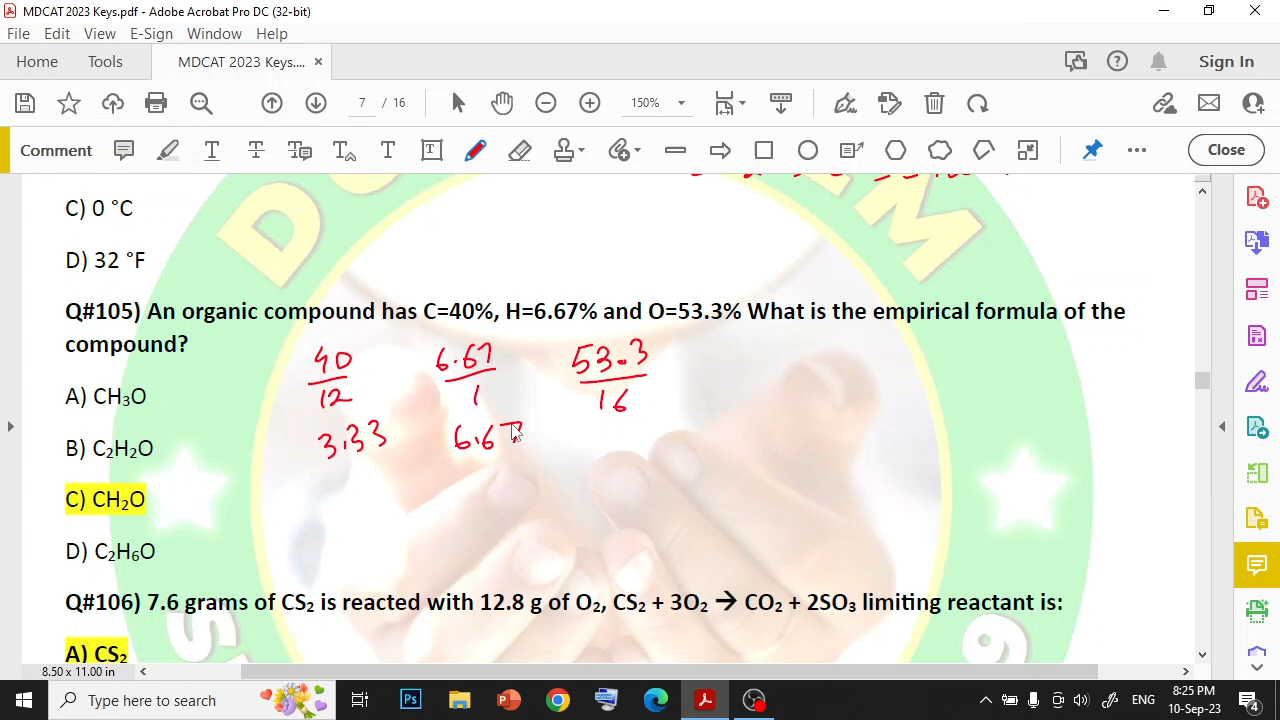 MDCAT 2023 Keys.pdf - Adobe Acrobat Pro DC (32-bit)
File Edit View E-Sign Window Help
Home Tools MDCAT 2023 Keys.... × Sign In
7 / 16 150%
Comment Close
C) 0 °C
D) 32 °F
Q#105) An organic compound has C=40%, H=6.67% and O=53.3% What is the empirical formula of the
compound?
40 6.67 53.3
12 1 16
3.33 6.67
A) CH₃O
B) C₂H₂O
C) CH₂O
D) C₂H₆O
Q#106) 7.6 grams of CS₂ is reacted with 12.8 g of O₂, CS₂ + 3O₂ → CO₂ + 2SO₃ limiting reactant is:
A) CS₂
8.50 x 11.00 in
Type here to search
ENG
8:25 PM
10-Sep-23
4